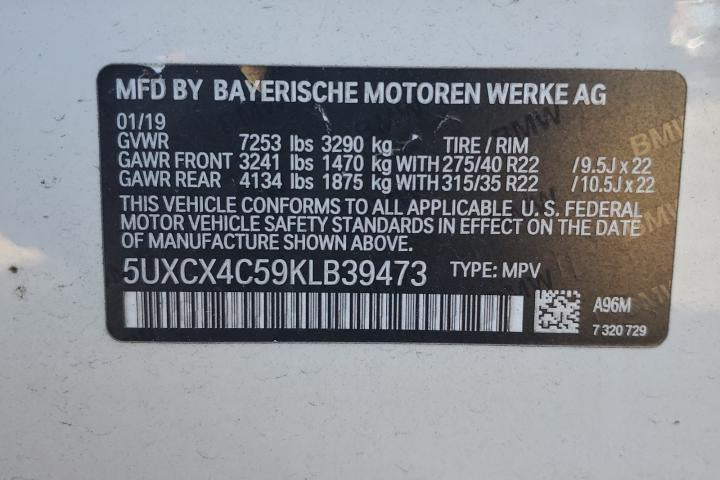 MFD BY BAYERISCHE MOTOREN WERKE AG
01/19
GVWR 7253 lbs 3290 kg TIRE / RIM
GAWR FRONT 3241 lbs 1470 kg WITH 275/40 R22 /9.5J x 22
GAWR REAR 4134 lbs 1875 kg WITH 315/35 R22 /10.5J x 22
THIS VEHICLE CONFORMS TO ALL APPLICABLE U. S. FEDERAL
MOTOR VEHICLE SAFETY STANDARDS IN EFFECT ON THE DATE
OF MANUFACTURE SHOWN ABOVE.
5UXCX4C59KLB39473 TYPE: MPV
A96M
7 320 729
BMW
BMW
BMW